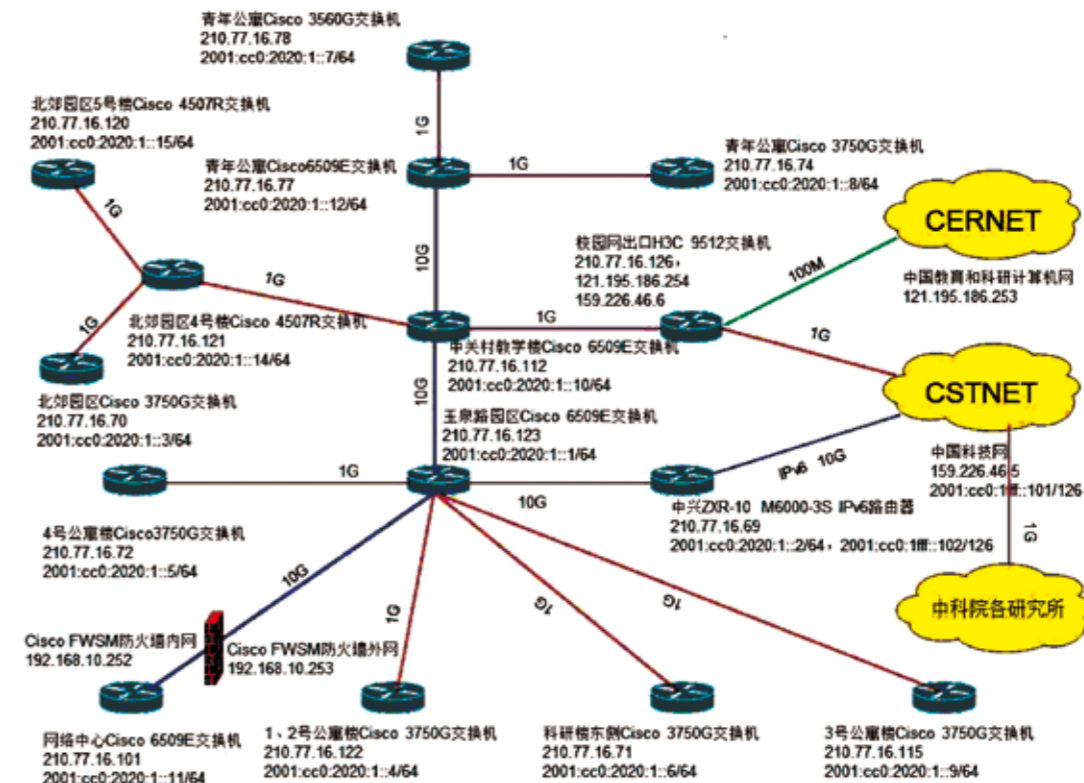 青年公寓Cisco 3560G交换机
210.77.16.78
2001:cc0:2020:1::7/64
1G
北郊园区5号楼Cisco 4507R交换机
210.77.16.120
2001:cc0:2020:1::15/64
青年公寓Cisco6509E交换机
210.77.16.77
2001:cc0:2020:1::12/64
1G
青年公寓Cisco 3750G交换机
210.77.16.74
2001:cc0:2020:1::8/64
1G
10G
CERNET
中国教育和科研计算机网
121.195.186.253
100M
校园网出口H3C 9512交换机
210.77.16.126，
121.195.186.254
159.226.46.6
1G
1G
1G
北郊园区4号楼Cisco 4507R交换机
210.77.16.121
2001:cc0:2020:1::14/64
1G
中关村教学楼Cisco 6509E交换机
210.77.16.112
2001:cc0:2020:1::10/64
CSTNET
中国科技网
159.226.46.5
2001:cc0:1fff::101/126
北郊园区Cisco 3750G交换机
210.77.16.70
2001:cc0:2020:1::3/64
10G
玉泉路园区Cisco 6509E交换机
210.77.16.123
2001:cc0:2020:1::1/64
1G
10G
IPv6 10G
中兴ZXR-10 M6000-3S IPv6路由器
210.77.16.69
2001:cc0:2020:1::2/64，2001:cc0:1fff::102/126
1G
中科院各研究所
4号公寓楼Cisco3750G交换机
210.77.16.72
2001:cc0:2020:1::5/64
10G
1G
1G
1G
Cisco FWSM防火墙内网
192.168.10.252
Cisco FWSM防火墙外网
192.168.10.253
网络中心Cisco 6509E交换机
210.77.16.101
2001:cc0:2020:1::11/64
1、2号公寓楼Cisco 3750G交换机
210.77.16.122
2001:cc0:2020:1::4/64
科研楼东侧Cisco 3750G交换机
210.77.16.71
2001:cc0:2020:1::6/64
3号公寓楼Cisco 3750G交换机
210.77.16.115
2001:cc0:2020:1::9/64